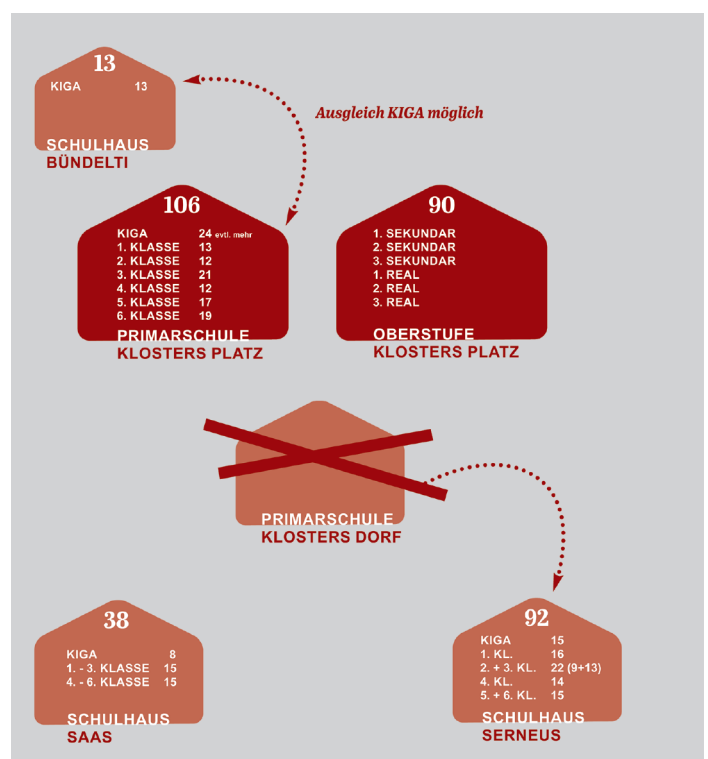 13
KIGA 13
SCHULHAUS
BÜNDELTI
Ausgleich KIGA möglich
106
KIGA 24 evtl. mehr
1. KLASSE 13
2. KLASSE 12
3. KLASSE 21
4. KLASSE 12
5. KLASSE 17
6. KLASSE 19
PRIMARSCHULE
KLOSTERS PLATZ
90
1. SEKUNDAR
2. SEKUNDAR
3. SEKUNDAR
1. REAL
2. REAL
3. REAL
OBERSTUFE
KLOSTERS PLATZ
PRIMARSCHULE
KLOSTERS DORF
38
KIGA 8
1. - 3. KLASSE 15
4. - 6. KLASSE 15
SCHULHAUS
SAAS
92
KIGA 15
1. KL. 16
2. + 3. KL. 22 (9+13)
4. KL. 14
5. + 6. KL. 15
SCHULHAUS
SERNEUS